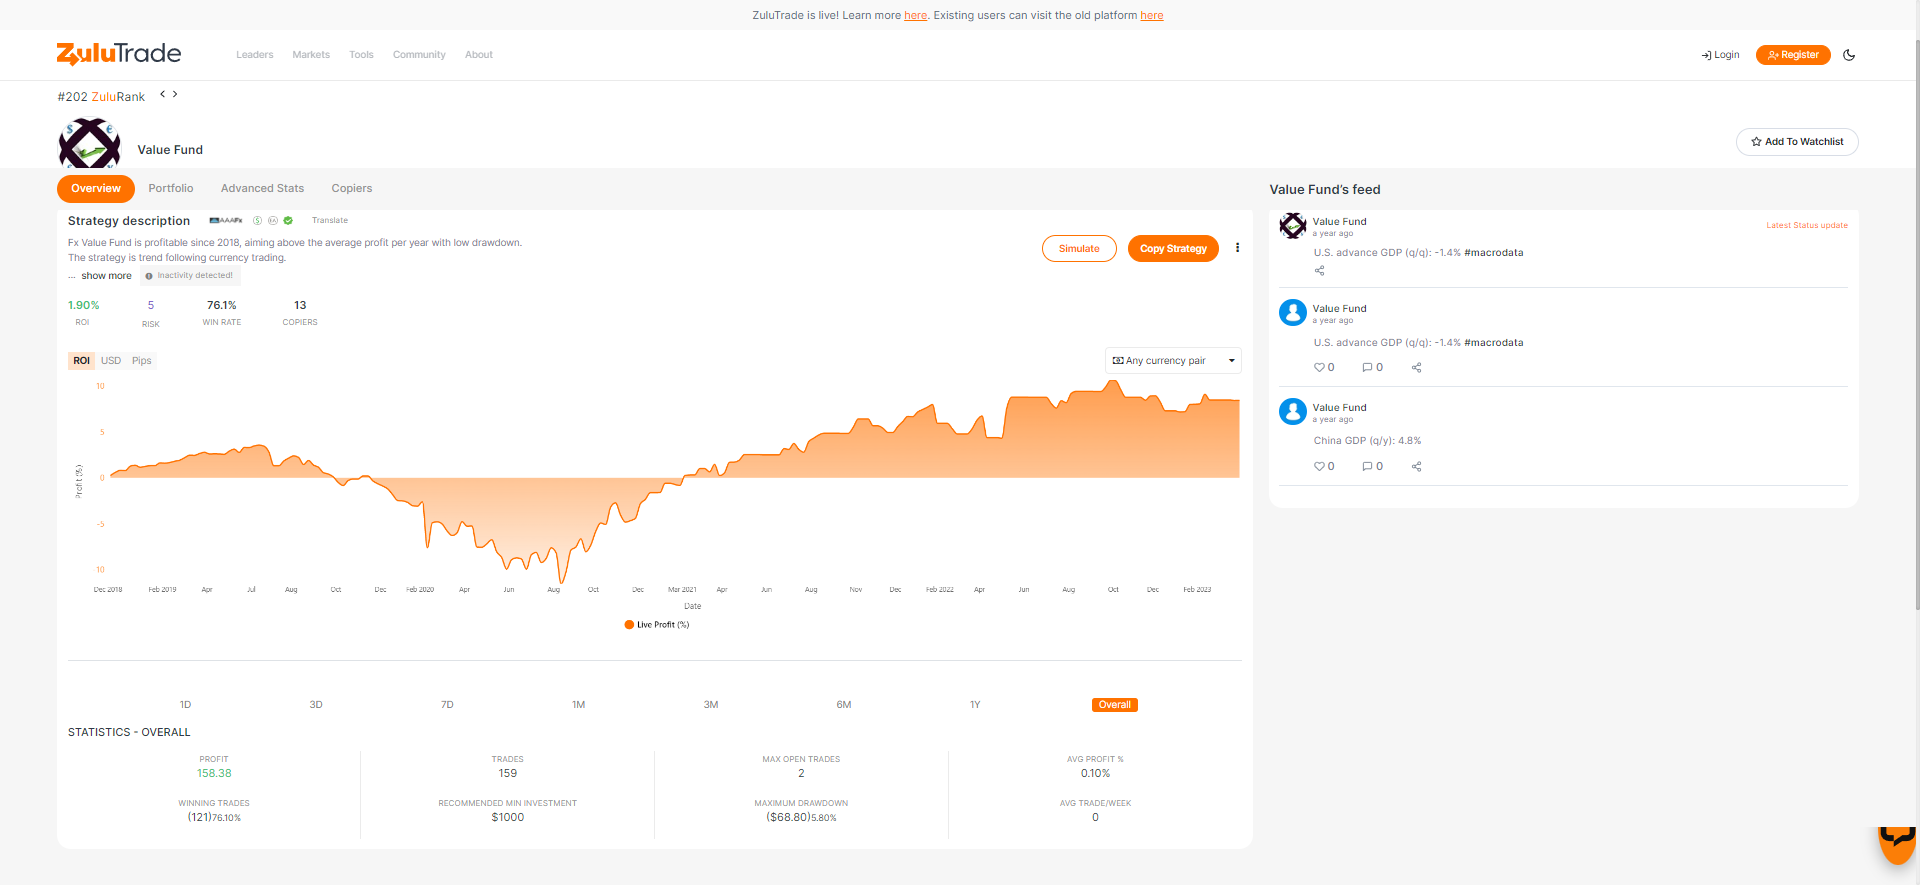 ZuluTrade is live! Learn more here. Existing users can visit the old platform here
ZuluTrade
Leaders Markets Tools Community About
Login Register
#202 ZuluRank
Value Fund
Add To Watchlist
Overview Portfolio Advanced Stats Copiers
Strategy description AAAFx Translate
Fx Value Fund is profitable since 2018, aiming above the average profit per year with low drawdown.
The strategy is trend following currency trading.
... show more Inactivity detected!
Simulate Copy Strategy
1.90% 5 76.1% 13
ROI RISK WIN RATE COPIERS
ROI USD Pips
Any currency pair
10
5
0
-5
-10
Profit (%)
Dec 2018 Feb 2019 Apr Jul Aug Oct Dec Feb 2020 Apr Jun Aug Oct Dec Mar 2021 Apr Jun Aug Nov Dec Feb 2022 Apr Jun Aug Oct Dec Feb 2023
Date
Live Profit (%)
1D 3D 7D 1M 3M 6M 1Y Overall
STATISTICS - OVERALL
PROFIT TRADES MAX OPEN TRADES AVG PROFIT %
158.38 159 2 0.10%
WINNING TRADES RECOMMENDED MIN INVESTMENT MAXIMUM DRAWDOWN AVG TRADE/WEEK
(121)76.10% $1000 ($68.80)5.80% 0
Value Fund's feed
Value Fund
a year ago
Latest Status update
U.S. advance GDP (q/q): -1.4% #macrodata
Value Fund
a year ago
U.S. advance GDP (q/q): -1.4% #macrodata
0 0
Value Fund
a year ago
China GDP (q/y): 4.8%
0 0